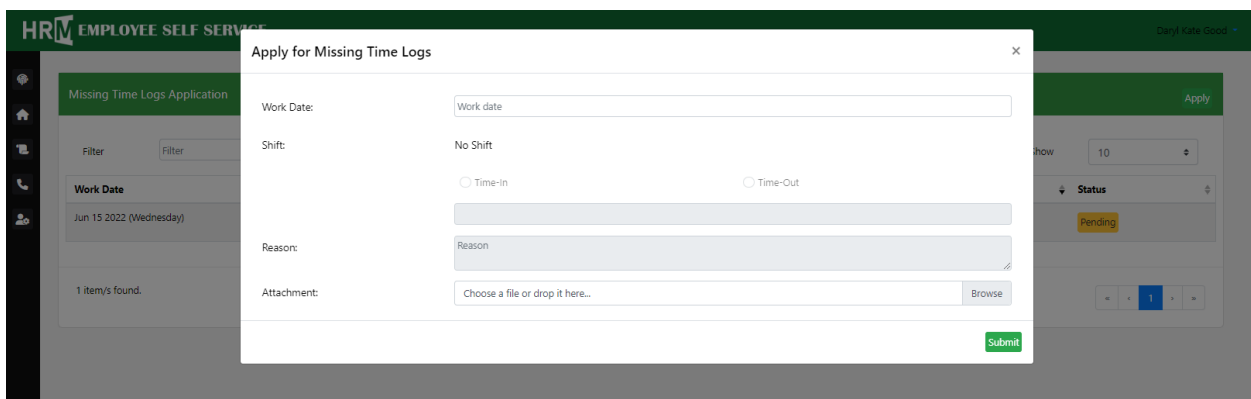 HRM EMPLOYEE SELF SERVICE
Daryl Kate Good
Apply for Missing Time Logs
×
Missing Time Logs Application
Apply
Work Date:
Work date
Shift:
No Shift
Filter
Filter
Show
10
Time-In
Time-Out
Work Date
Status
Jun 15 2022 (Wednesday)
Pending
Reason:
Reason
1 item/s found.
Attachment:
Choose a file or drop it here...
Browse
« ‹ 1 › »
Submit